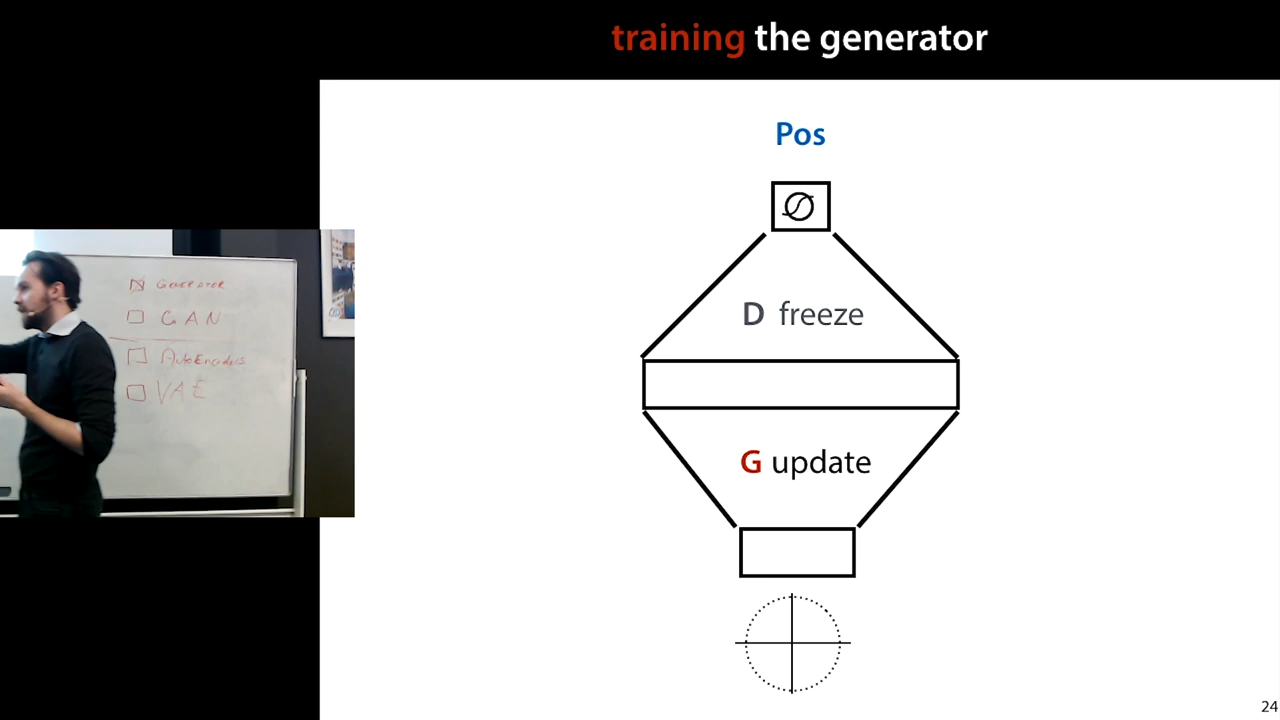 training the generator
Pos
D freeze
G update
Generator
GAN
AutoEncoders
VAE
24